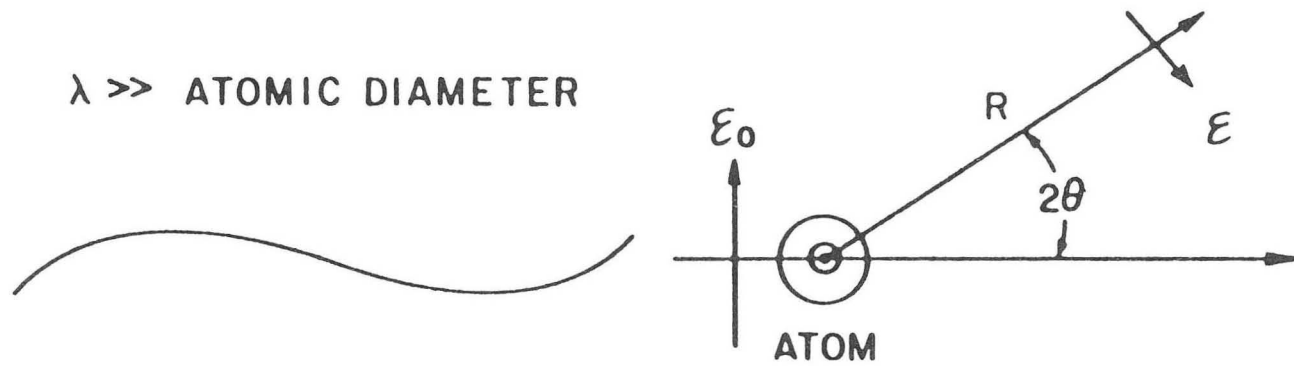 λ >> ATOMIC DIAMETER
ℰ₀
R
ℰ
2θ
ATOM